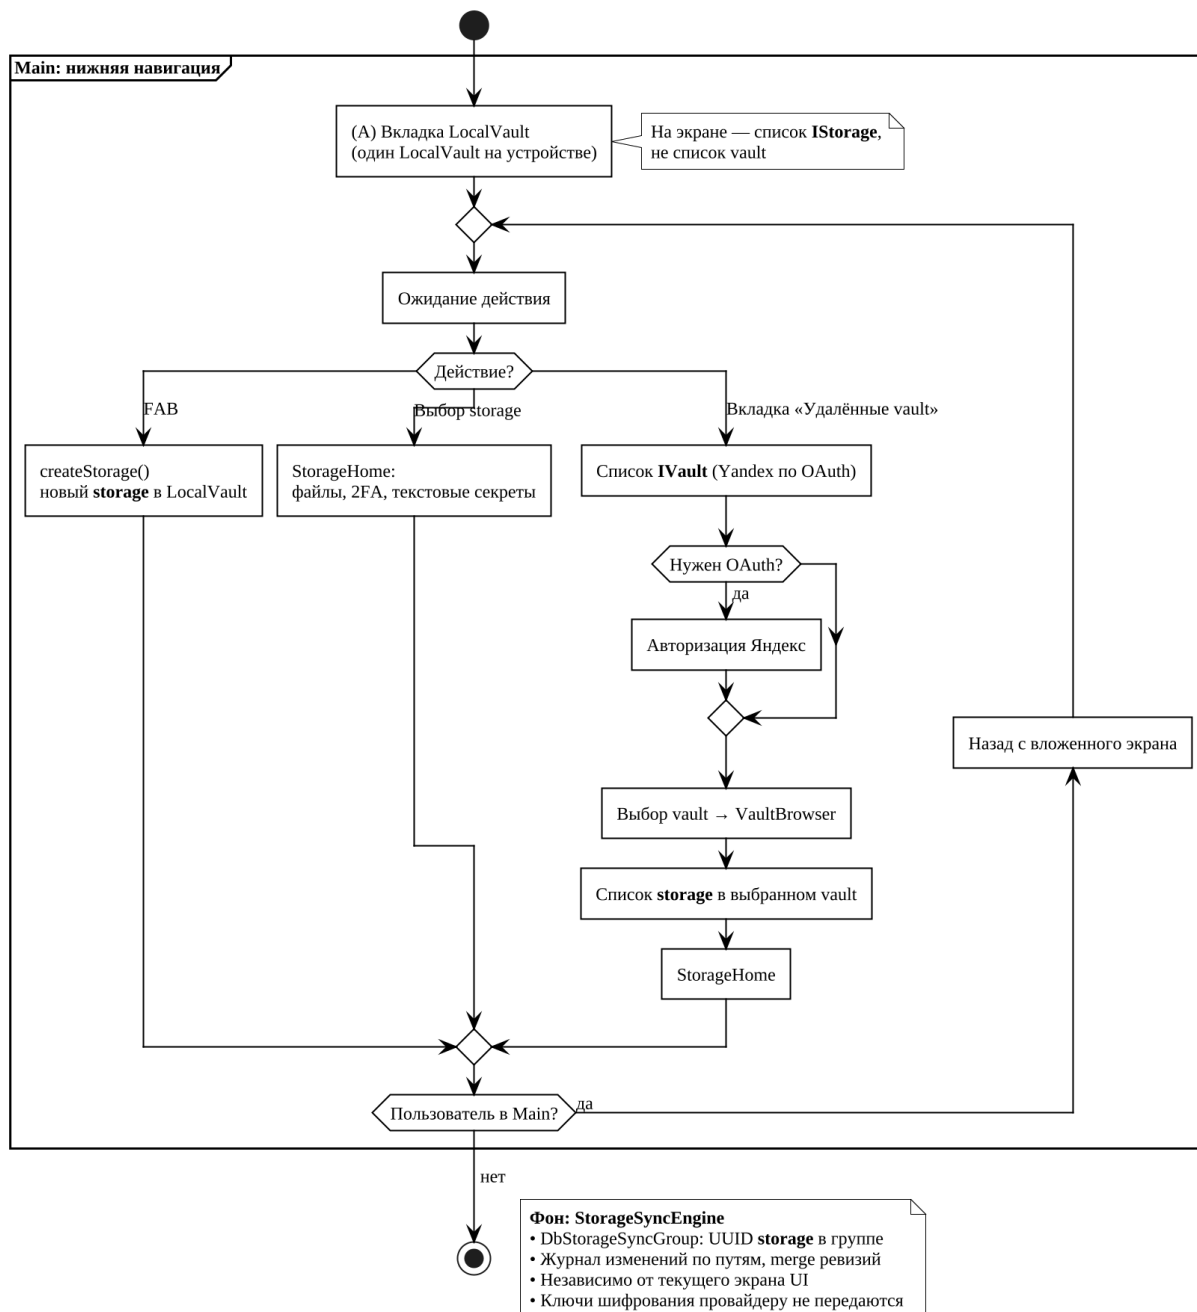 Main: нижняя навигация
(A) Вкладка LocalVault
(один LocalVault на устройстве)
На экране — список IStorage,
не список vault
Ожидание действия
Действие?
FAB
Выбор storage
Вкладка «Удалённые vault»
createStorage()
новый storage в LocalVault
StorageHome:
файлы, 2FA, текстовые секреты
Список IVault (Yandex по OAuth)
Нужен OAuth?
да
Авторизация Яндекс
Назад с вложенного экрана
Выбор vault → VaultBrowser
Список storage в выбранном vault
StorageHome
Пользователь в Main?
да
нет
Фон: StorageSyncEngine
• DbStorageSyncGroup: UUID storage в группе
• Журнал изменений по путям, merge ревизий
• Независимо от текущего экрана UI
• Ключи шифрования провайдеру не передаются